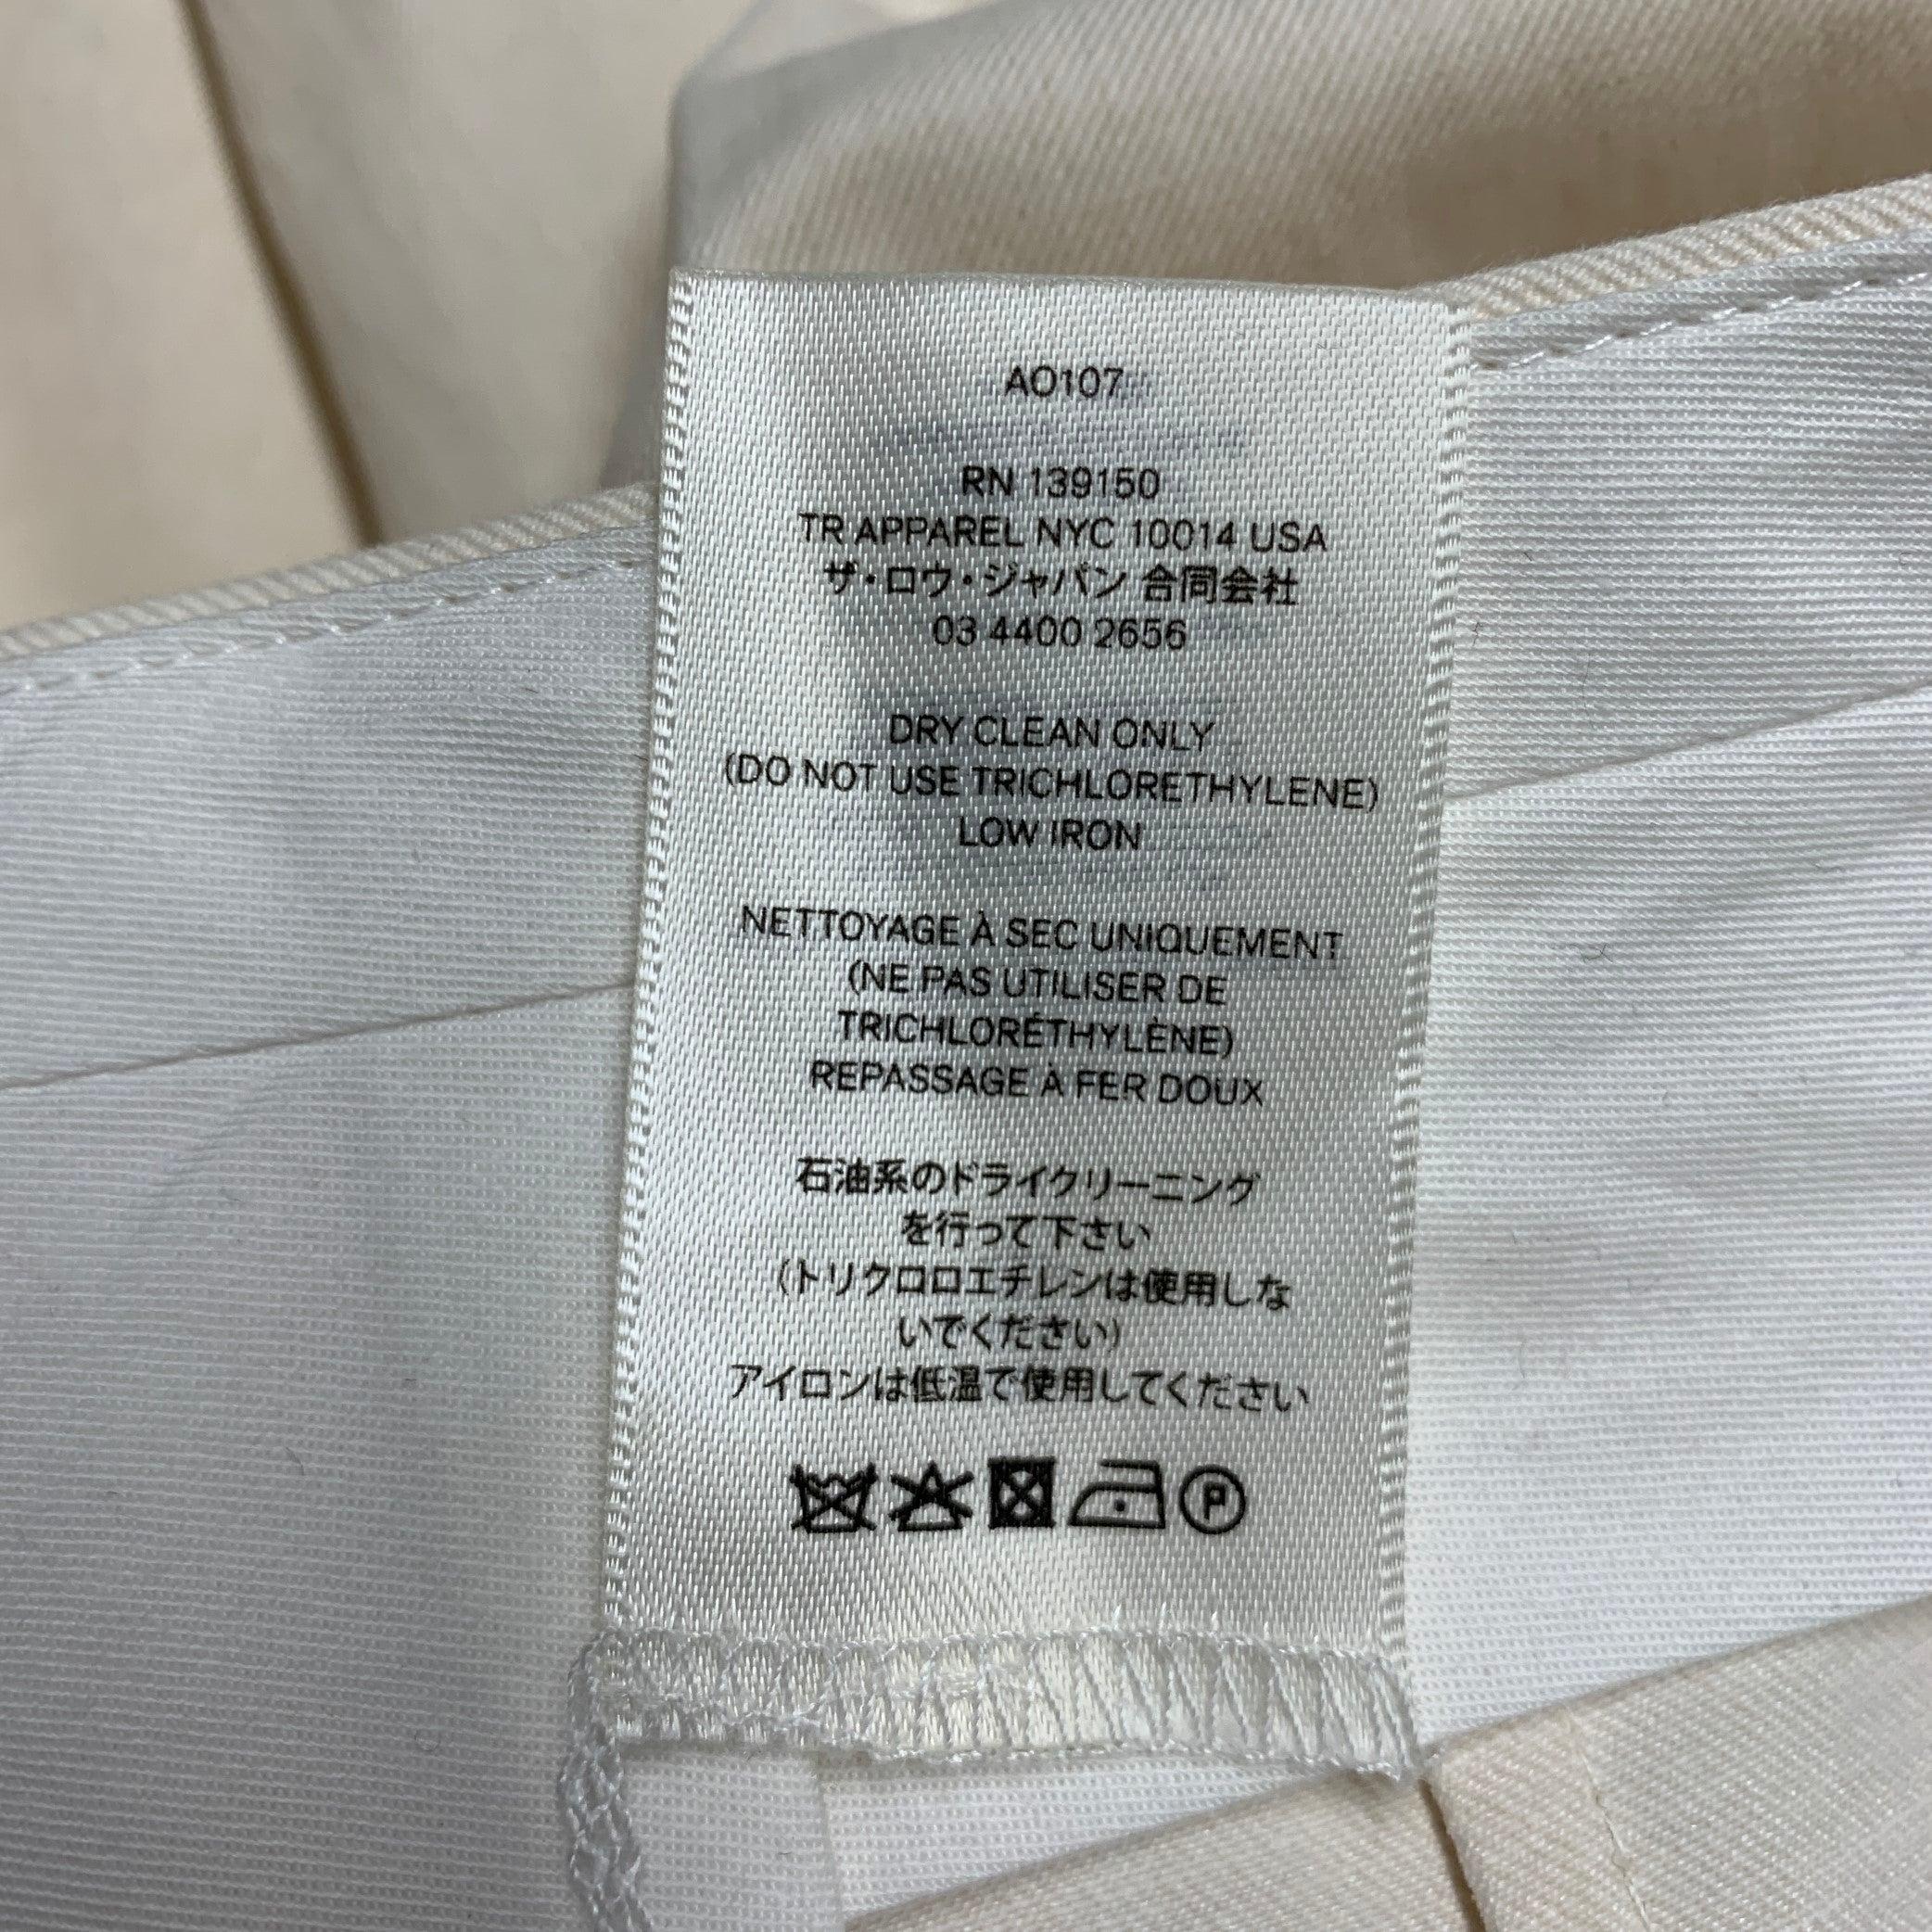 AO107
RN 139150
TR APPAREL NYC 10014 USA
ザ・ロウ・ジャパン 合同会社
03 4400 2656
DRY CLEAN ONLY
(DO NOT USE TRICHLORETHYLENE)
LOW IRON
NETTOYAGE À SEC UNIQUEMENT
(NE PAS UTILISER DE
TRICHLORÉTHYLÈNE)
REPASSAGE À FER DOUX
石油系のドライクリーニング
を行って下さい
(トリクロロエチレンは使用しな
いでください)
アイロンは低温で使用してください
P